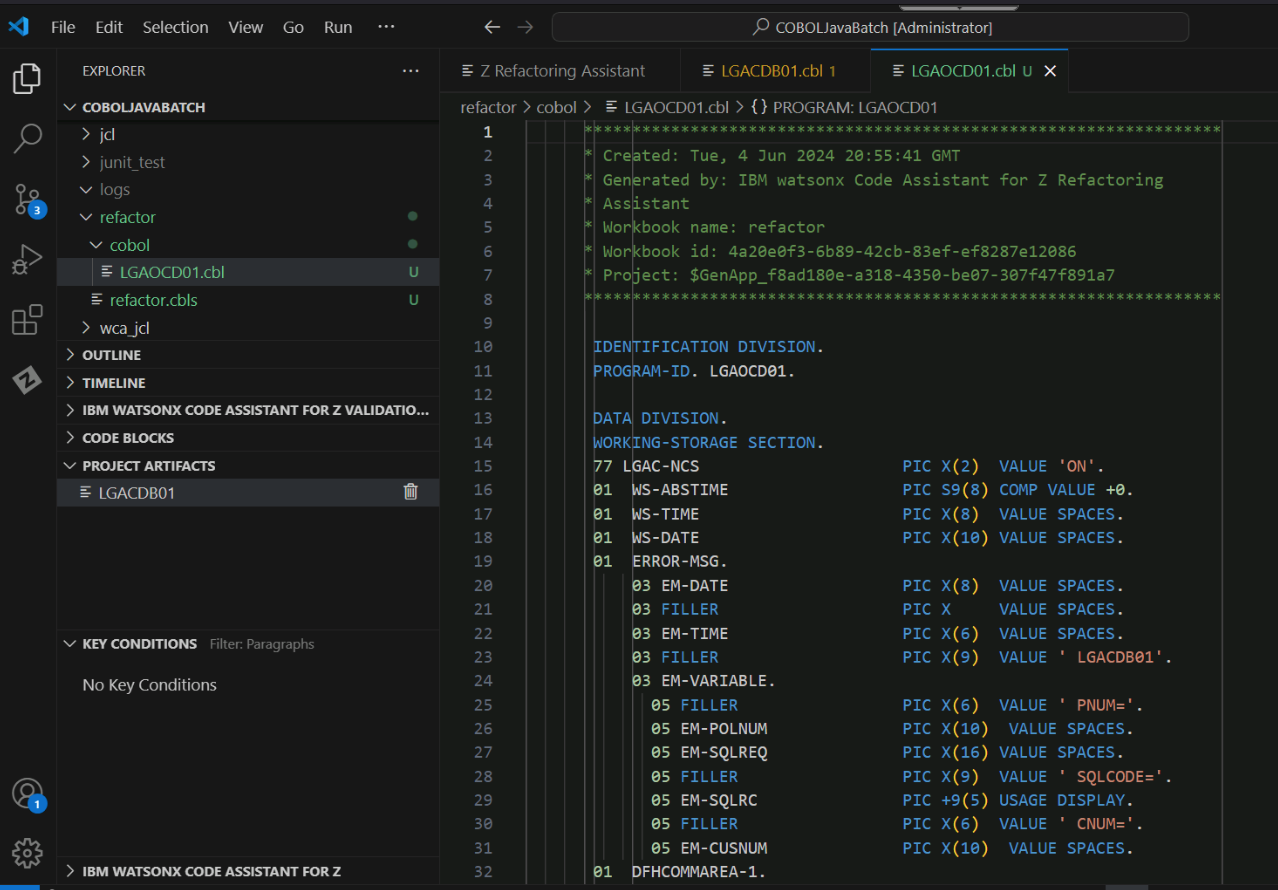 File Edit Selection View Go Run ···
COBOLJavaBatch [Administrator]
EXPLORER ···
COBOLJAVABATCH
jcl
junit_test
logs
refactor
cobol
LGAOCD01.cbl U
refactor.cbls U
wca_jcl
OUTLINE
TIMELINE
IBM WATSONX CODE ASSISTANT FOR Z VALIDATIO...
CODE BLOCKS
PROJECT ARTIFACTS
LGACDB01
KEY CONDITIONS Filter: Paragraphs
No Key Conditions
IBM WATSONX CODE ASSISTANT FOR Z
3
1
Z Refactoring Assistant LGACDB01.cbl 1 LGAOCD01.cbl U
refactor > cobol > LGAOCD01.cbl > {} PROGRAM: LGAOCD01
1 ******************************************************************
2 * Created: Tue, 4 Jun 2024 20:55:41 GMT
3 * Generated by: IBM watsonx Code Assistant for Z Refactoring
4 * Assistant
5 * Workbook name: refactor
6 * Workbook id: 4a20e0f3-6b89-42cb-83ef-ef8287e12086
7 * Project: $GenApp_f8ad180e-a318-4350-be07-307f47f891a7
8 ******************************************************************
9
10 IDENTIFICATION DIVISION.
11 PROGRAM-ID. LGAOCD01.
12
13 DATA DIVISION.
14 WORKING-STORAGE SECTION.
15 77 LGAC-NCS PIC X(2) VALUE 'ON'.
16 01 WS-ABSTIME PIC S9(8) COMP VALUE +0.
17 01 WS-TIME PIC X(8) VALUE SPACES.
18 01 WS-DATE PIC X(10) VALUE SPACES.
19 01 ERROR-MSG.
20 03 EM-DATE PIC X(8) VALUE SPACES.
21 03 FILLER PIC X VALUE SPACES.
22 03 EM-TIME PIC X(6) VALUE SPACES.
23 03 FILLER PIC X(9) VALUE ' LGACDB01'.
24 03 EM-VARIABLE.
25 05 FILLER PIC X(6) VALUE ' PNUM='.
26 05 EM-POLNUM PIC X(10) VALUE SPACES.
27 05 EM-SQLREQ PIC X(16) VALUE SPACES.
28 05 FILLER PIC X(9) VALUE ' SQLCODE='.
29 05 EM-SQLRC PIC +9(5) USAGE DISPLAY.
30 05 FILLER PIC X(6) VALUE ' CNUM='.
31 05 EM-CUSNUM PIC X(10) VALUE SPACES.
32 01 DFHCOMMAREA-1.